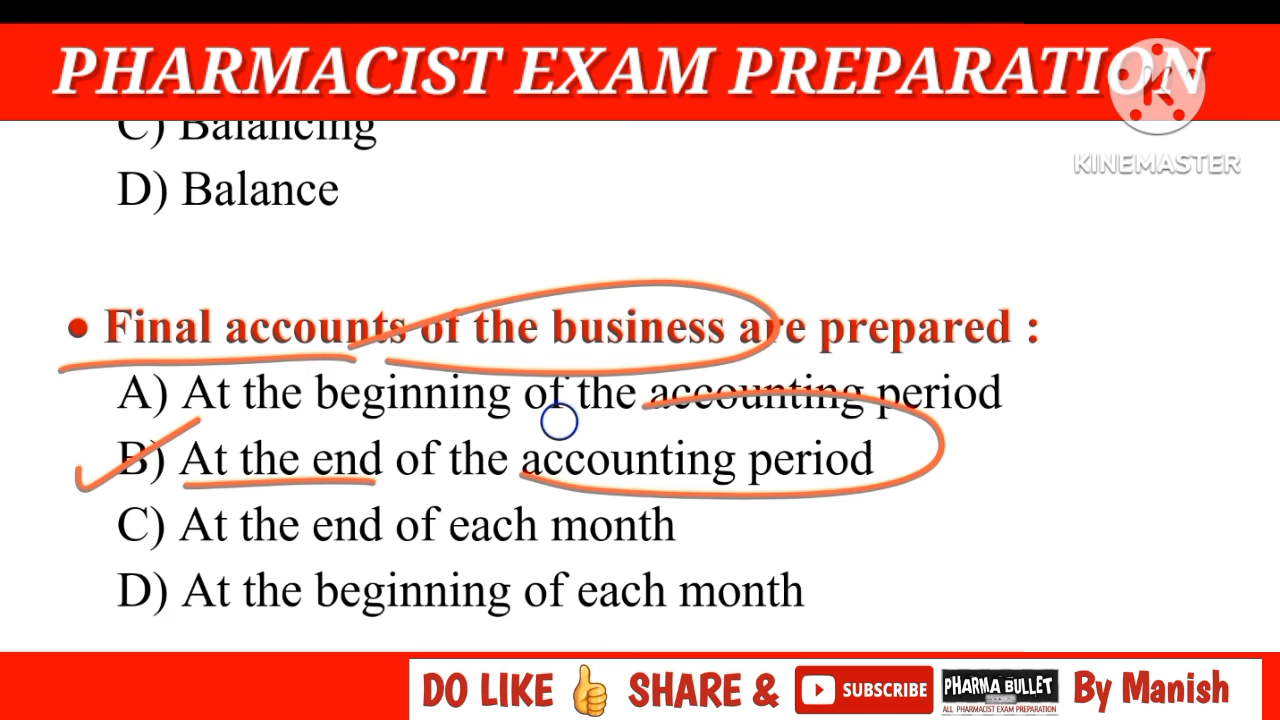 PHARMACIST EXAM PREPARATION
KINEMASTER
C) Balancing
D) Balance
• Final accounts of the business are prepared :
A) At the beginning of the accounting period
B) At the end of the accounting period
C) At the end of each month
D) At the beginning of each month
DO LIKE SHARE & SUBSCRIBE PHARMA BULLET By Manish
ALL PHARMACIST EXAM PREPARATION